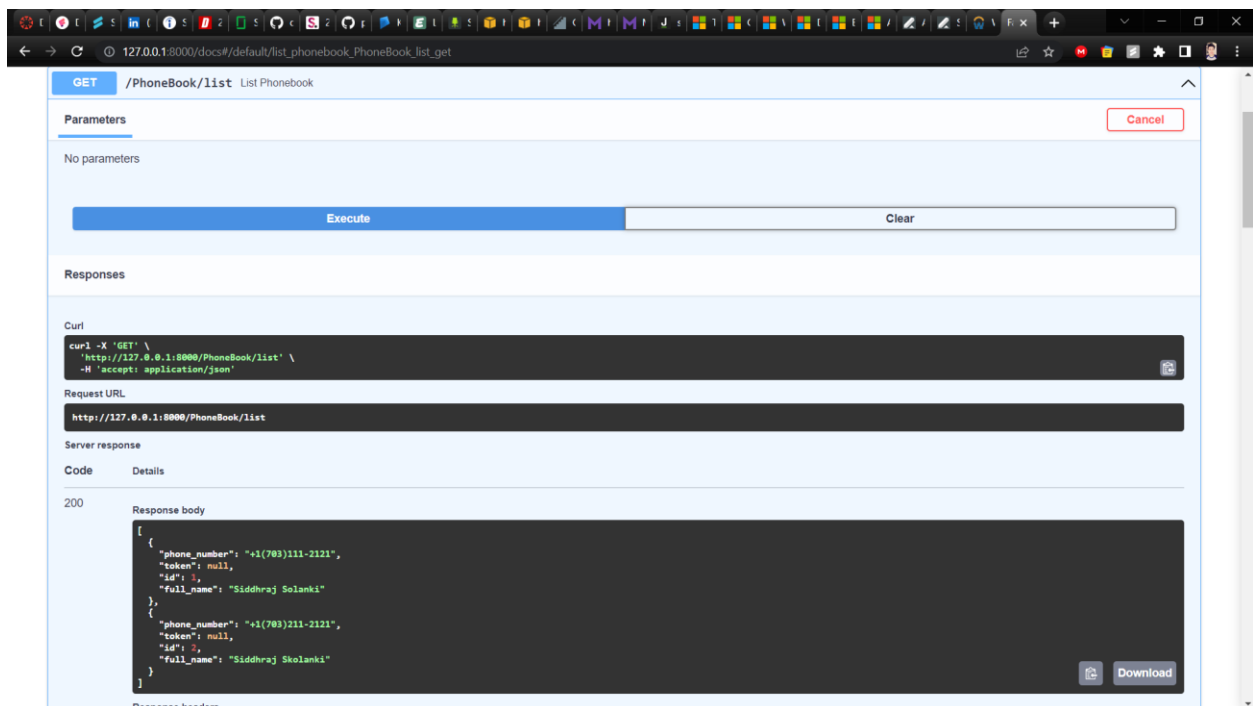 127.0.0.1:8000/docs#/default/list_phonebook_PhoneBook_list_get
GET /PhoneBook/list List Phonebook
Parameters Cancel
No parameters
Execute Clear
Responses
Curl
curl -X 'GET' \
'http://127.0.0.1:8000/PhoneBook/list' \
-H 'accept: application/json'
Request URL
http://127.0.0.1:8000/PhoneBook/list
Server response
Code Details
200
Response body
[
{
"phone_number": "+1(703)111-2121",
"token": null,
"id": 1,
"full_name": "Siddhraj Solanki"
},
{
"phone_number": "+1(703)211-2121",
"token": null,
"id": 2,
"full_name": "Siddhraj Skolanki"
}
]
Download